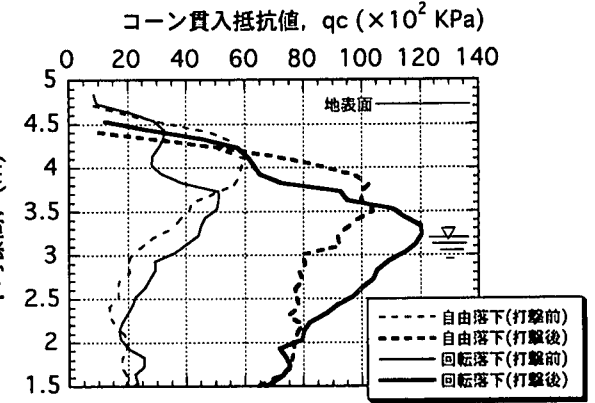 コーン貫入抵抗値, qc (×10² KPa)
0 20 40 60 80 100 120 140
5
4.5
地表面
4
3.5
3
2.5
2
1.5
自由落下(打撃前)
自由落下(打撃後)
回転落下(打撃前)
回転落下(打撃後)